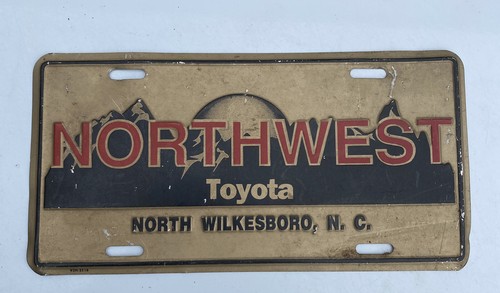 NORTHWEST
Toyota
NORTH WILKESBORO, N. C.